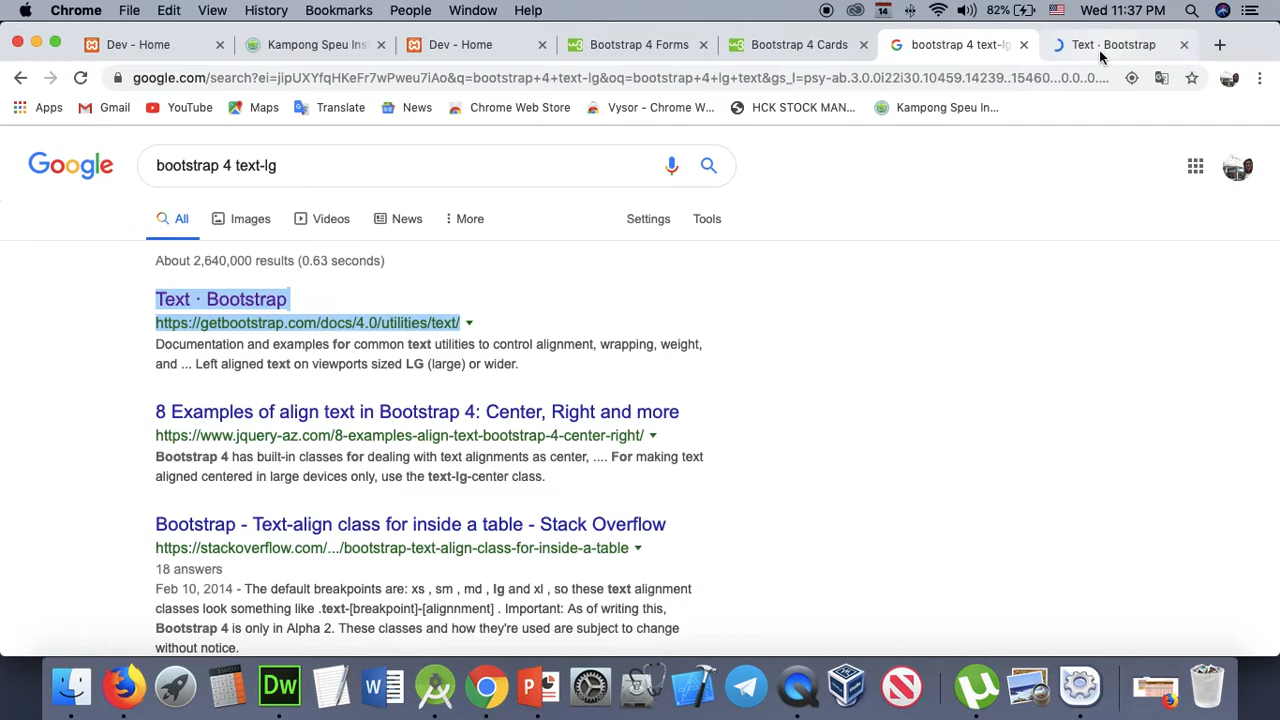 Chrome File Edit View History Bookmarks People Window Help 14 82% Wed 11:37 PM
Dev - Home Kampong Speu Ins Dev - Home Bootstrap 4 Forms Bootstrap 4 Cards bootstrap 4 text-lg Text · Bootstrap
google.com/search?ei=jipUXYfqHKeFr7wPweu7iAo&q=bootstrap+4+text-lg&oq=bootstrap+4+lg+text&gs_l=psy-ab.3.0.0i22i30.10459.14239..15460...0.0..0....
Apps Gmail YouTube Maps Translate News Chrome Web Store Vysor - Chrome W... HCK STOCK MAN... Kampong Speu In...
Google bootstrap 4 text-lg
All Images Videos News More Settings Tools
About 2,640,000 results (0.63 seconds)
Text · Bootstrap
https://getbootstrap.com/docs/4.0/utilities/text/
Documentation and examples for common text utilities to control alignment, wrapping, weight,
and ... Left aligned text on viewports sized LG (large) or wider.
8 Examples of align text in Bootstrap 4: Center, Right and more
https://www.jquery-az.com/8-examples-align-text-bootstrap-4-center-right/
Bootstrap 4 has built-in classes for dealing with text alignments as center, .... For making text
aligned centered in large devices only, use the text-lg-center class.
Bootstrap - Text-align class for inside a table - Stack Overflow
https://stackoverflow.com/.../bootstrap-text-align-class-for-inside-a-table
18 answers
Feb 10, 2014 - The default breakpoints are: xs , sm , md , lg and xl , so these text alignment
classes look something like .text-[breakpoint]-[alignnment] . Important: As of writing this,
Bootstrap 4 is only in Alpha 2. These classes and how they're used are subject to change
without notice.
Dw W